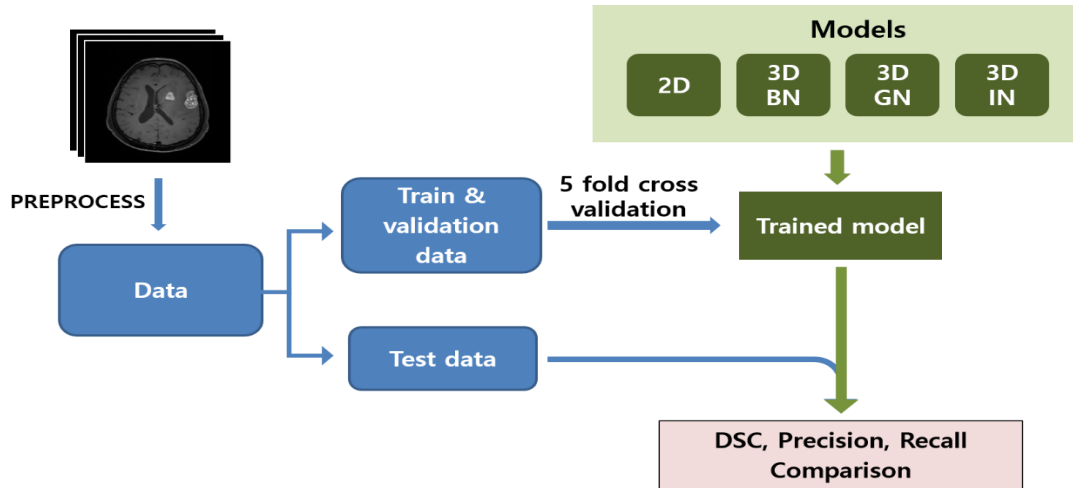 Models
2D
3D
BN
3D
GN
3D
IN
PREPROCESS
Data
Train &
validation
data
5 fold cross
validation
Trained model
Test data
DSC, Precision, Recall
Comparison